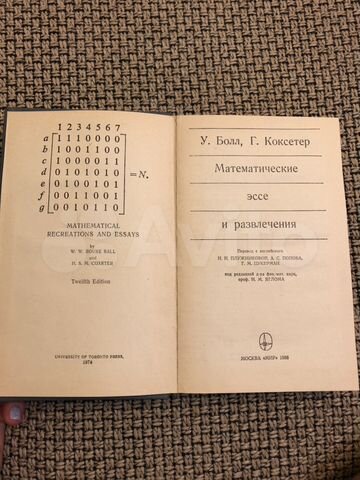 1 2 3 4 5 6 7
a 1 1 1 0 0 0 0
b 1 0 0 1 1 0 0
c 1 0 0 0 0 1 1
d 0 1 0 1 0 1 0
e 0 1 0 0 1 0 1
f 0 0 1 1 0 0 1
g 0 0 1 0 1 1 0
= N.
MATHEMATICAL
RECREATIONS AND ESSAYS
by
W. W. ROUSE BALL
and
H. S. M. COXETER
Twelfth Edition
UNIVERSITY OF TORONTO PRESS,
1974
У. Болл, Г. Коксетер
Математические
эссе
и развлечения
Перевод с английского
Н. И. ПЛУЖНИКОВОЙ, А. С. ПОПОВА,
Г. М. ЦУКЕРМАН
под редакцией д-ра физ.-мат. наук,
проф. И. М. ЯГЛОМА
МОСКВА «МИР» 1986
Avito